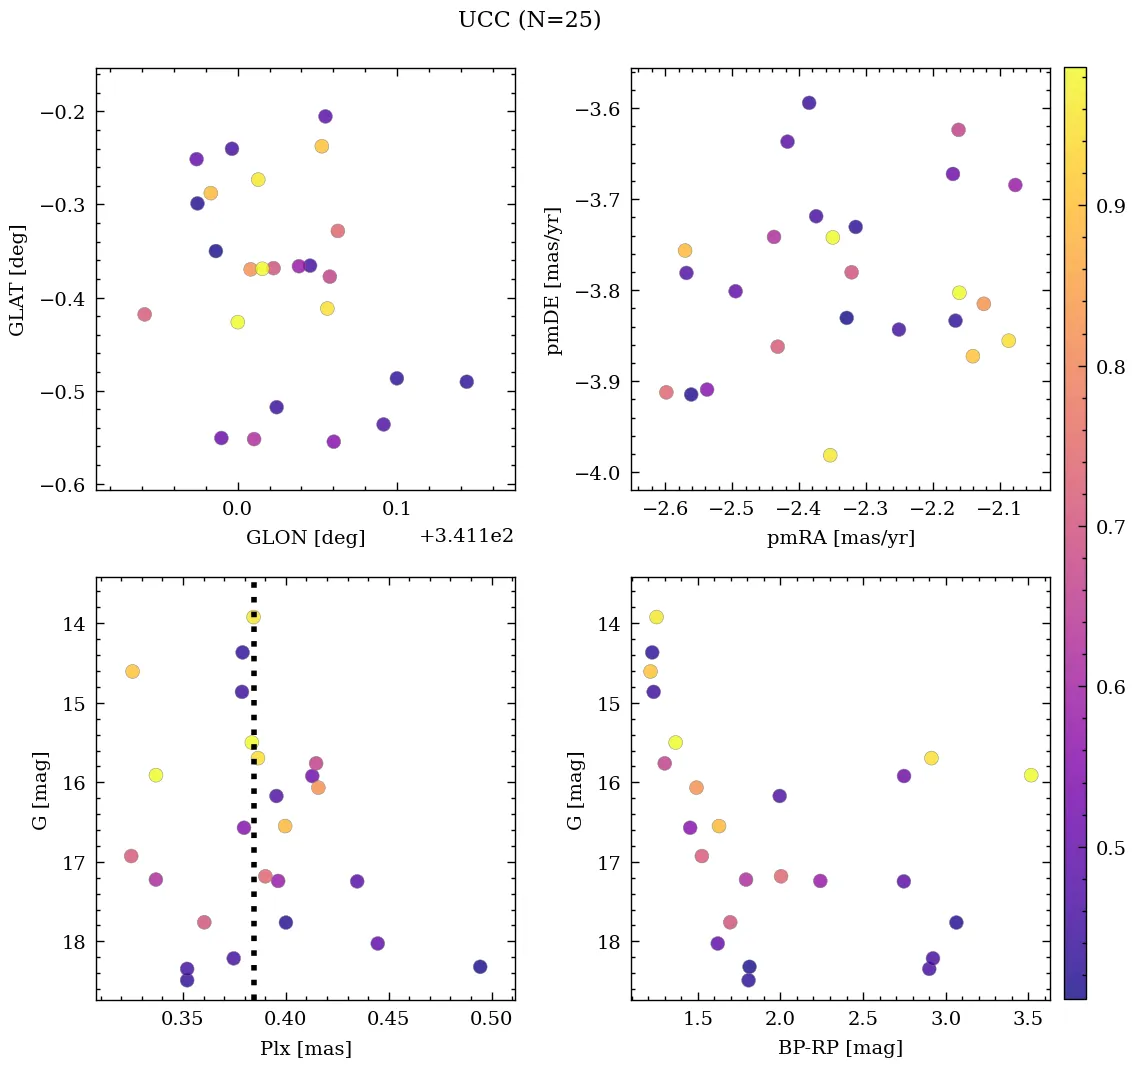 UCC (N=25)
−0.2
−0.3
−0.4
−0.5
−0.6
GLAT [deg]
0.0 0.1
GLON [deg] +3.411e2
−3.6
−3.7
−3.8
−3.9
−4.0
pmDE [mas/yr]
−2.6 −2.5 −2.4 −2.3 −2.2 −2.1
pmRA [mas/yr]
0.9
0.8
0.7
0.6
0.5
14
15
16
17
18
G [mag]
0.35 0.40 0.45 0.50
Plx [mas]
14
15
16
17
18
G [mag]
1.5 2.0 2.5 3.0 3.5
BP-RP [mag]